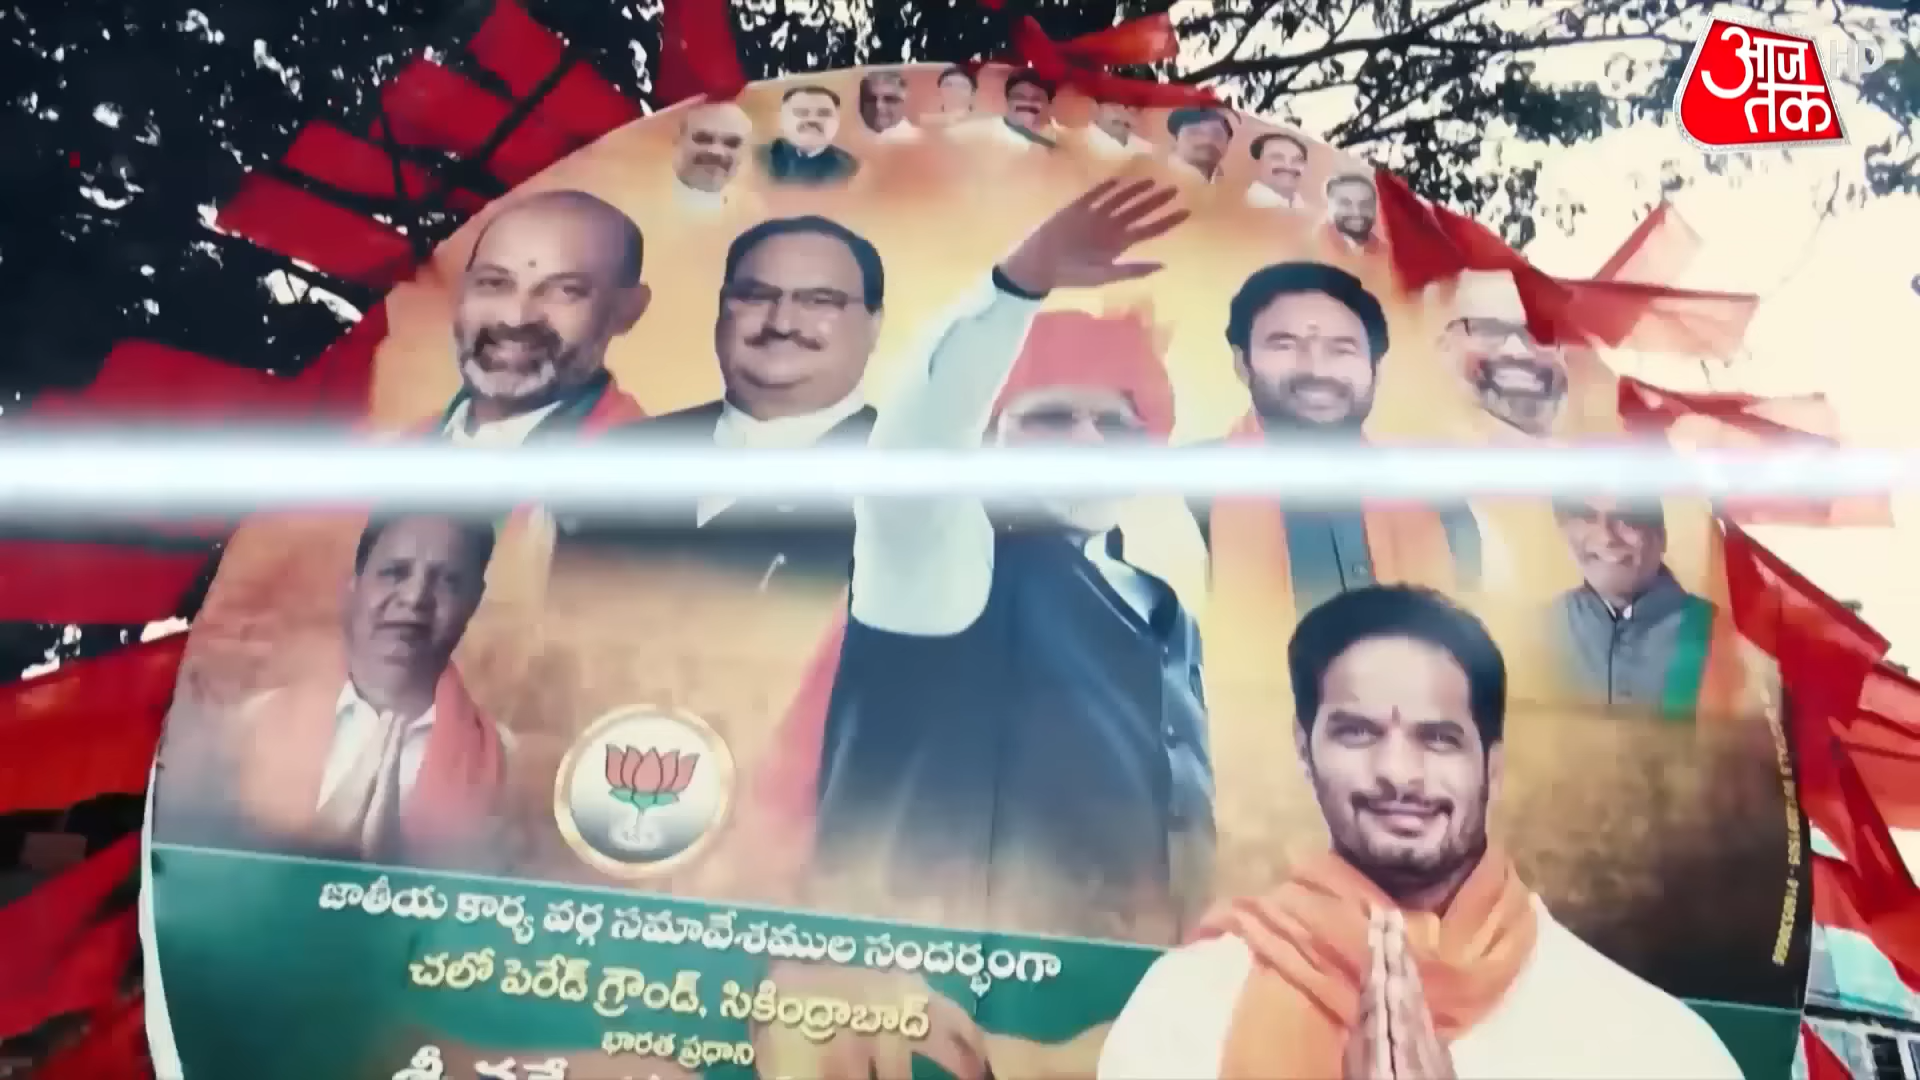 आज तक HD
జాతీయ కార్య వర్గ సమావేశముల సందర్భంగా
చలో పెరేడ్ గ్రౌండ్, సికింద్రాబాద్
భారత ప్రధాని
శ్రీ